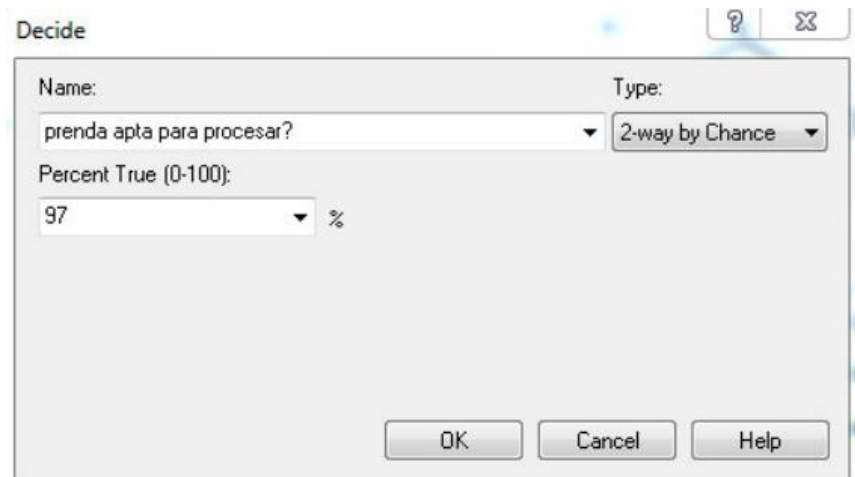 Decide
Name: Type:
prenda apta para procesar? 2-way by Chance
Percent True (0-100):
97 %
OK Cancel Help